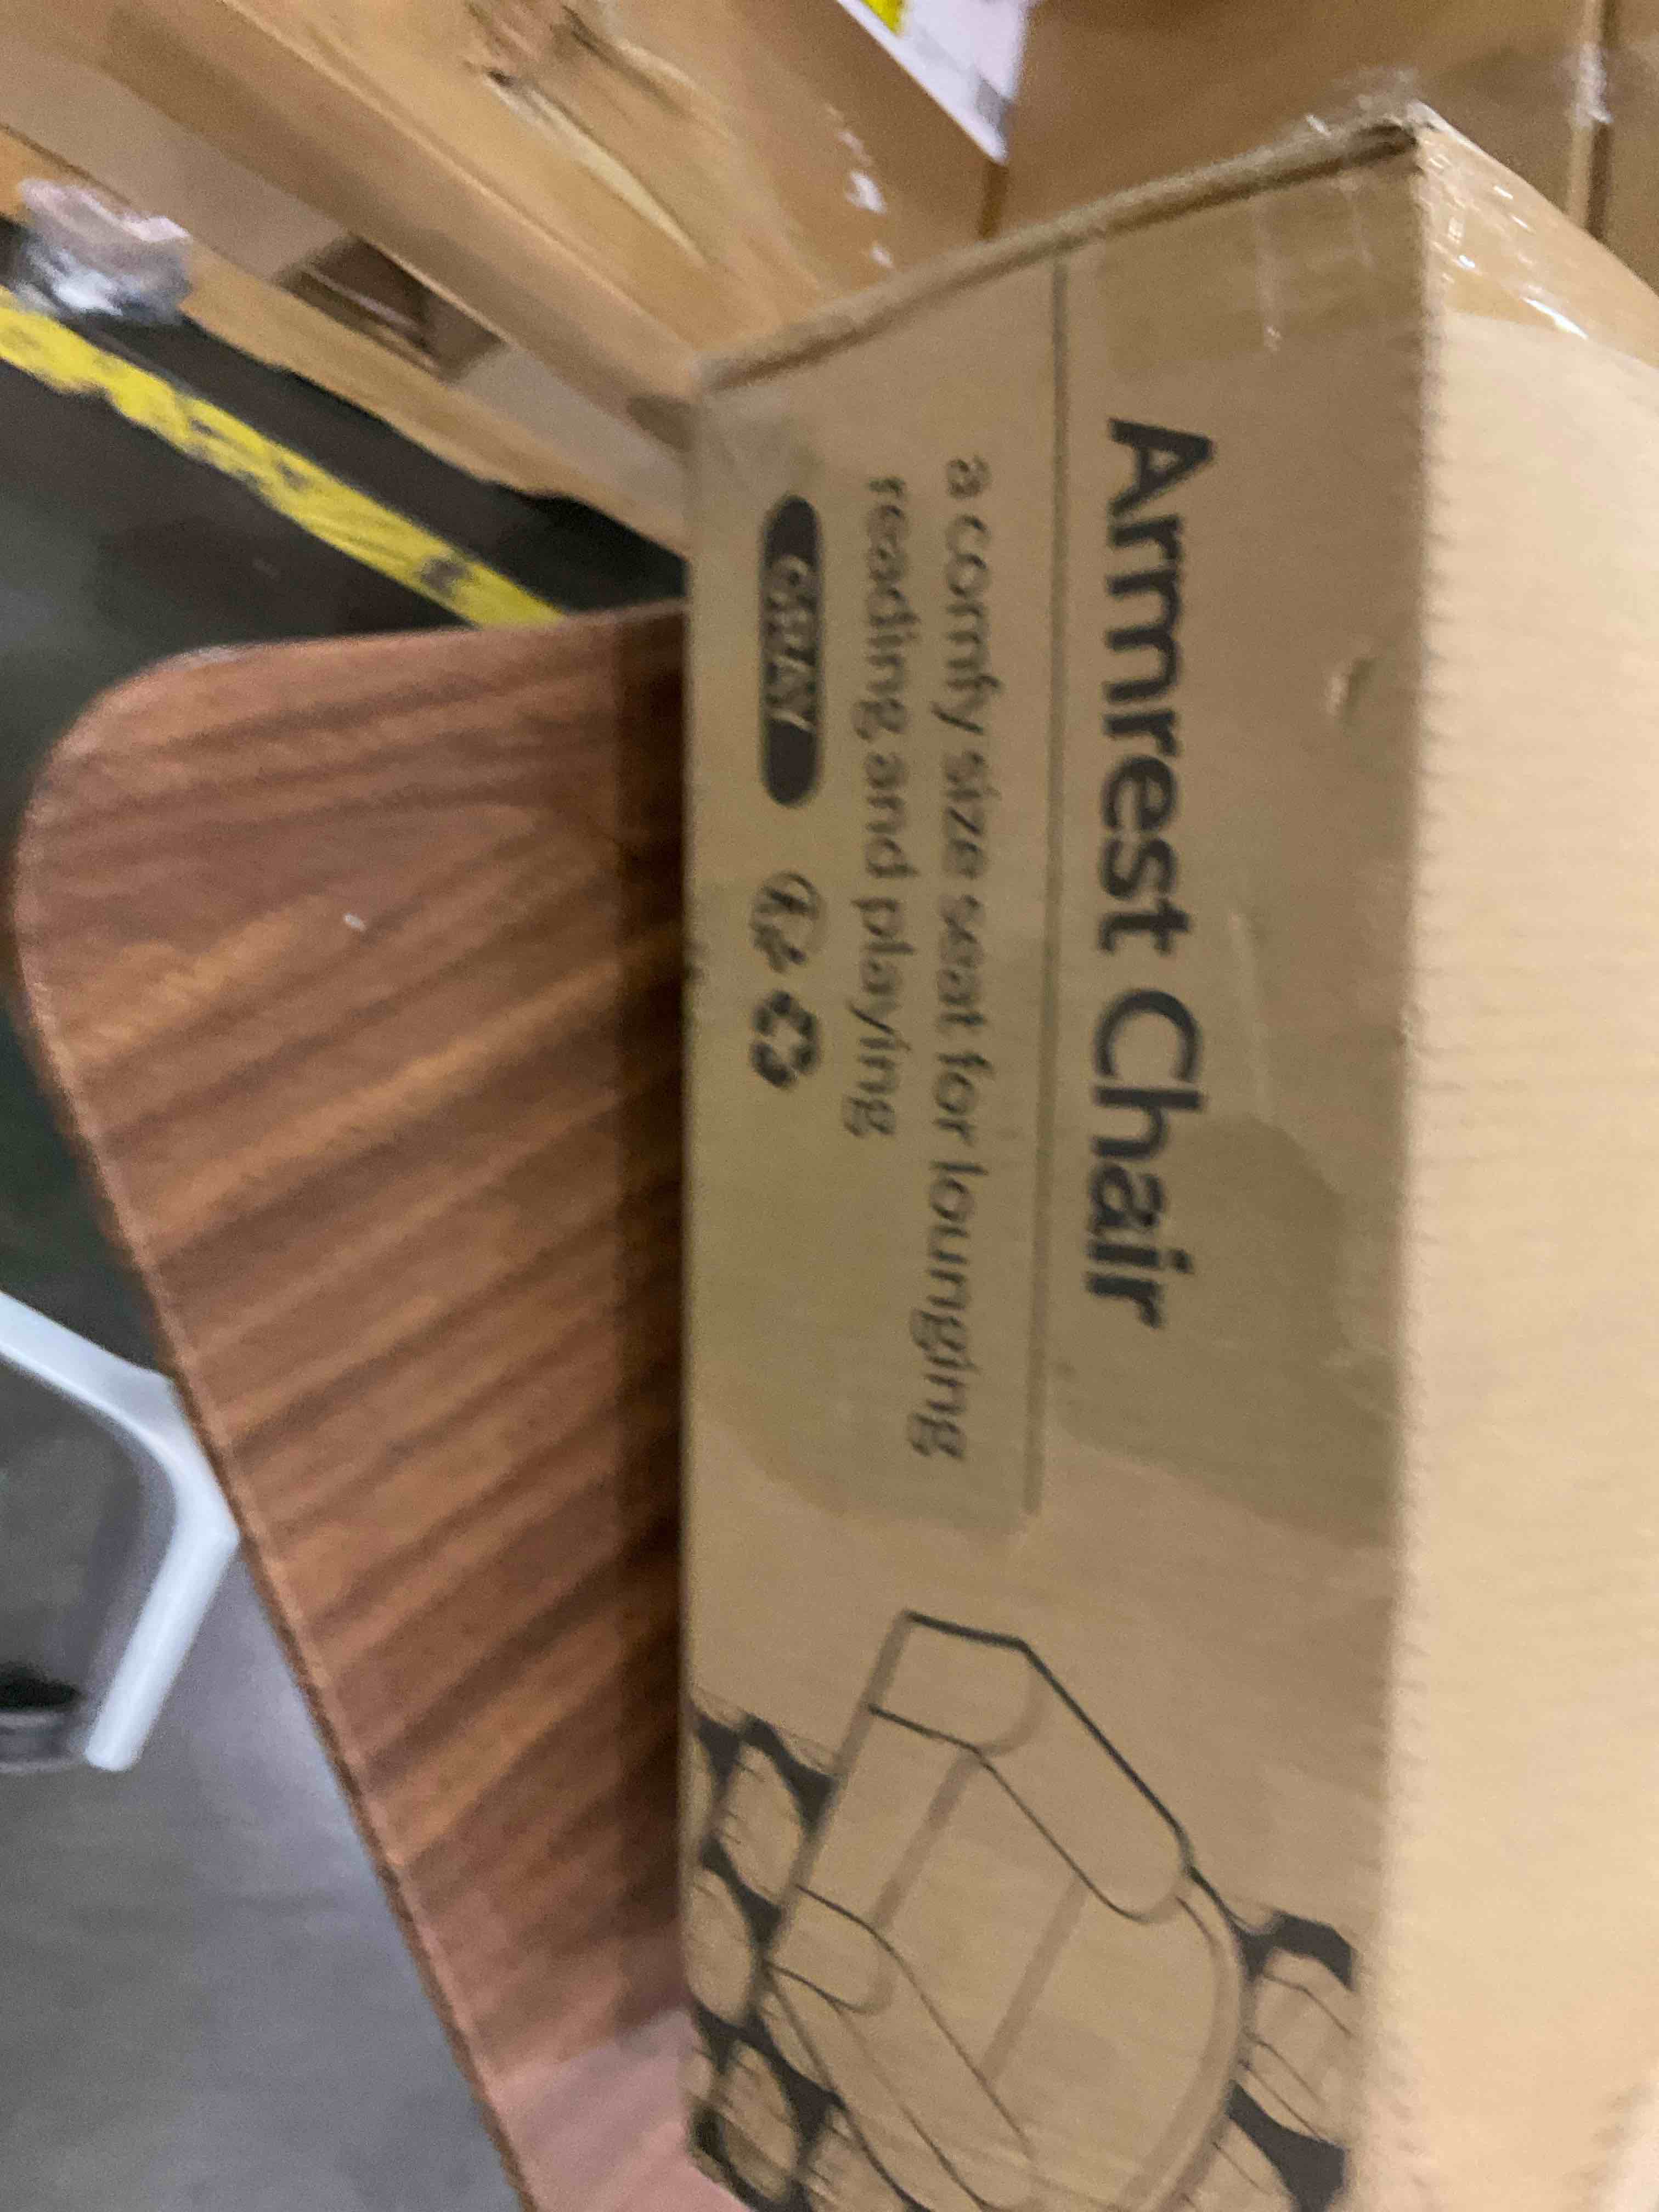 Armrest Chair
a comfy size seat for lounging
reading and playing
GRAY